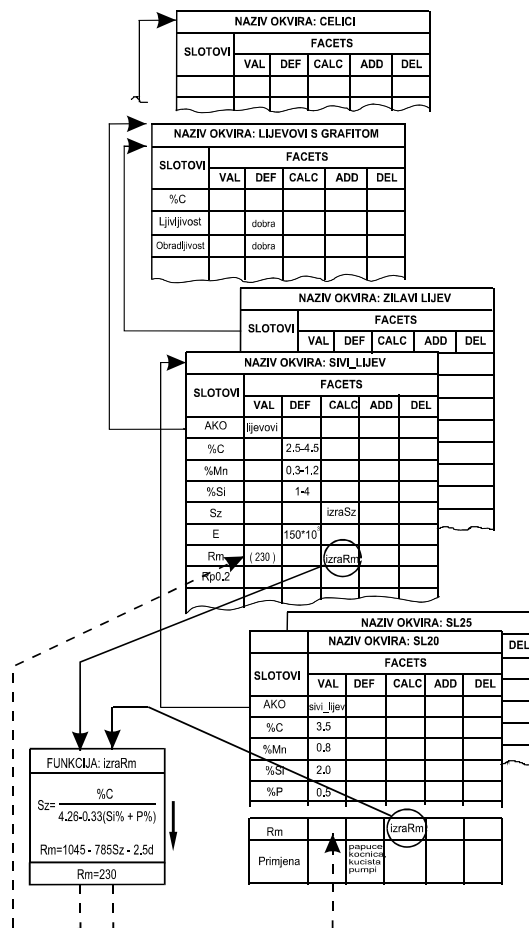 NAZIV OKVIRA: CELICI
SLOTOVI
FACETS
VAL DEF CALC ADD DEL
NAZIV OKVIRA: LIJEVOVI S GRAFITOM
SLOTOVI
FACETS
VAL DEF CALC ADD DEL
%C
Ljivljivost dobra
Obradljivost dobra
NAZIV OKVIRA: ZILAVI LIJEV
SLOTOVI
FACETS
VAL DEF CALC ADD DEL
NAZIV OKVIRA: SIVI_LIJEV
SLOTOVI
FACETS
VAL DEF CALC ADD DEL
AKO lijevovi
%C 2.5-4.5
%Mn 0.3-1.2
%Si 1-4
Sz izraSz
E 150*10³
Rm (230) izraRm
Rp0.2
NAZIV OKVIRA: SL25
DEL
NAZIV OKVIRA: SL20
SLOTOVI
FACETS
VAL DEF CALC ADD DEL
AKO sivi_lijev
%C 3.5
%Mn 0.8
%Si 2.0
%P 0.5
Rm izraRm
Primjena papuce
kocnica,
kucista
pumpi
FUNKCIJA: izraRm
Sz= %C
4.26-0.33(Si% + P%)
Rm=1045 - 785Sz - 2.5d
Rm=230